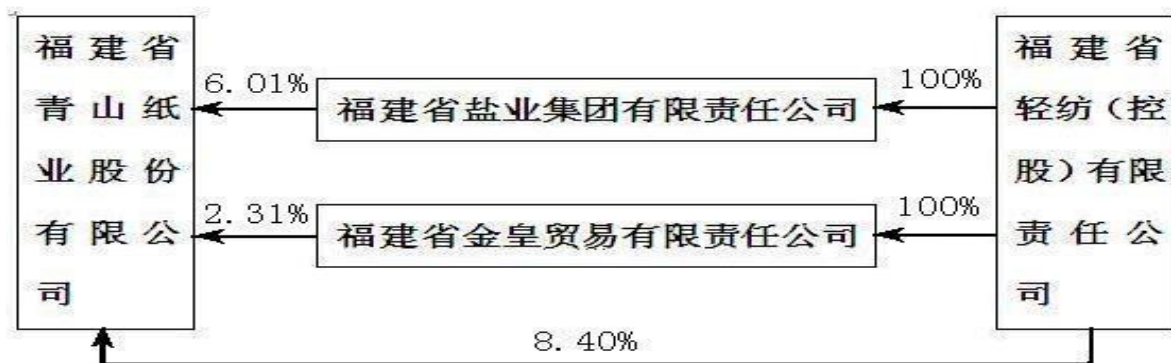 福建省
青山纸
业股份
有限公
司
6.01%
福建省盐业集团有限责任公司
100%
2.31%
福建省金皇贸易有限责任公司
100%
福建省
轻纺（控
股）有限
责任公
司
8.40%